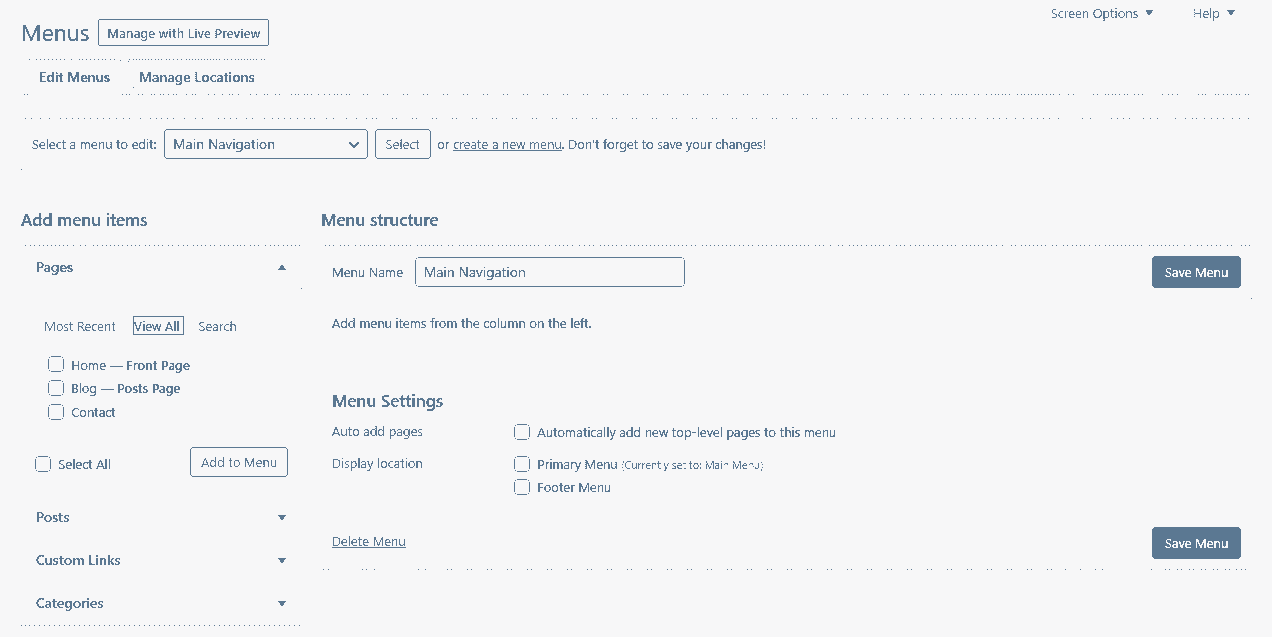 Screen Options Help
Menus Manage with Live Preview
Edit Menus Manage Locations
Select a menu to edit: Main Navigation Select or create a new menu. Don't forget to save your changes!
Add menu items
Pages
Most Recent View All Search
Home — Front Page
Blog — Posts Page
Contact
Select All Add to Menu
Posts
Custom Links
Categories
Menu structure
Menu Name Main Navigation Save Menu
Add menu items from the column on the left.
Menu Settings
Auto add pages Automatically add new top-level pages to this menu
Display location Primary Menu (Currently set to: Main Menu)
Footer Menu
Delete Menu Save Menu